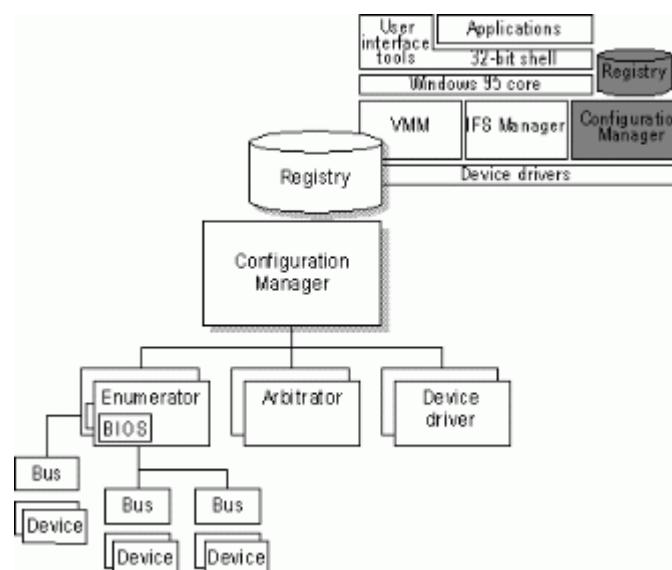 User
interface
tools
Applications
32-bit shell
Registry
Windows 95 core
VMM
IFS Manager
Configuration
Manager
Device drivers
Registry
Configuration
Manager
Enumerator
BIOS
Arbitrator
Device
driver
Bus
Device
Bus
Device
Bus
Device